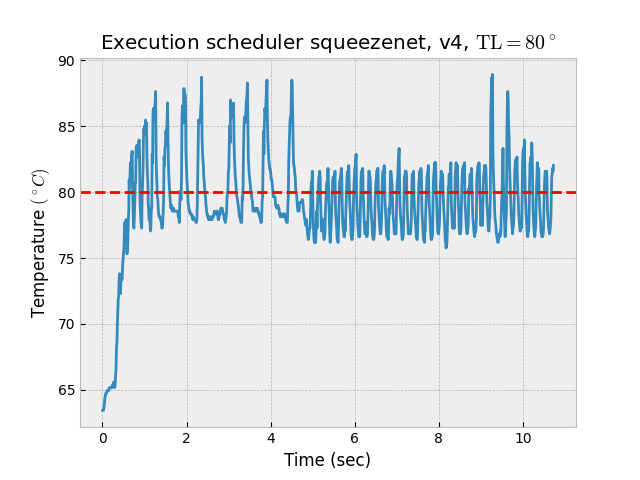 Execution scheduler squeezenet, v4, TL = 80°
90
85
80
75
70
65
Temperature (°C)
0 2 4 6 8 10
Time (sec)